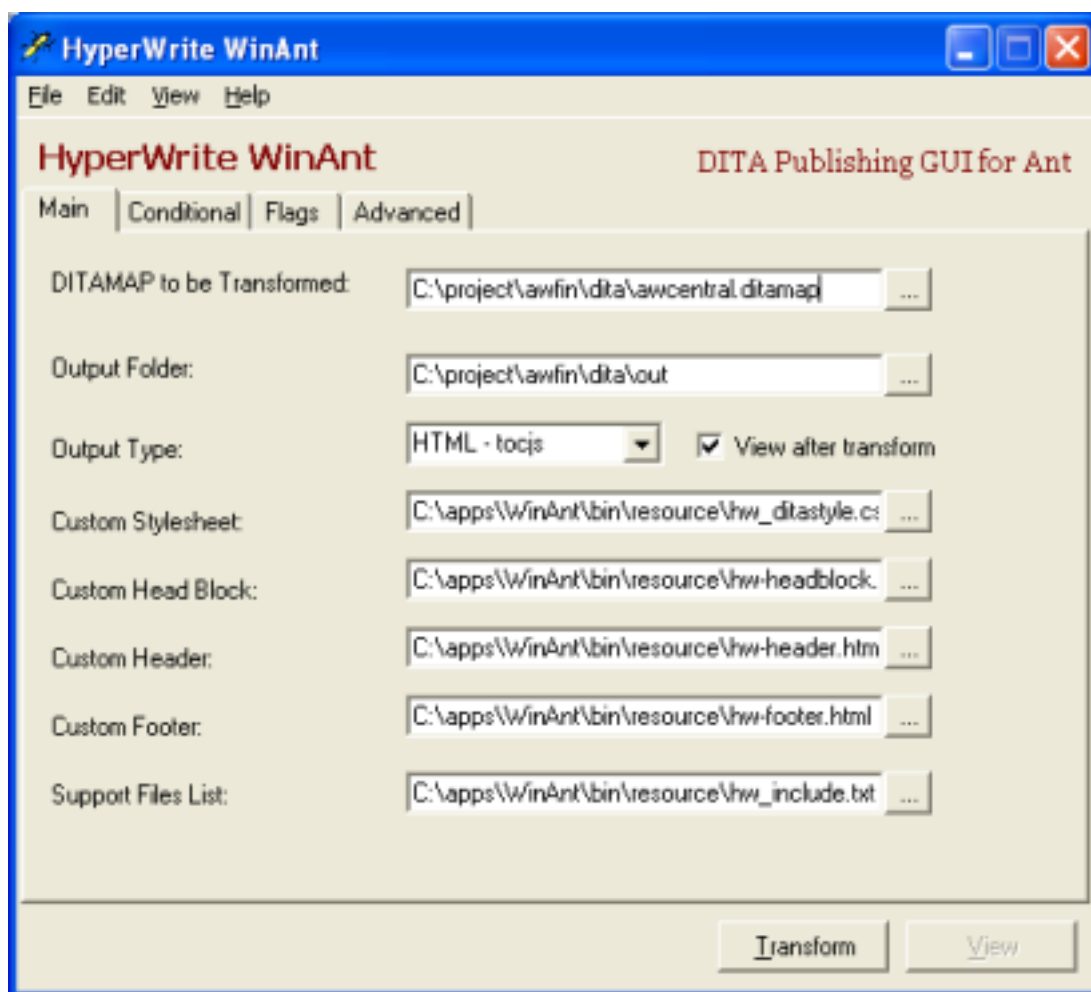 HyperWrite WinAnt
File Edit View Help
HyperWrite WinAnt DITA Publishing GUI for Ant
Main Conditional Flags Advanced
DITAMAP to be Transformed: C:\project\awfin\dita\awcentral.ditamap ...
Output Folder: C:\project\awfin\dita\out ...
Output Type: HTML - tocjs View after transform
Custom Stylesheet: C:\apps\WinAnt\bin\resource\hw_ditastyle.cs ...
Custom Head Block: C:\apps\WinAnt\bin\resource\hw-headblock. ...
Custom Header: C:\apps\WinAnt\bin\resource\hw-header.htm ...
Custom Footer: C:\apps\WinAnt\bin\resource\hw-footer.html ...
Support Files List: C:\apps\WinAnt\bin\resource\hw_include.txt ...
Transform View